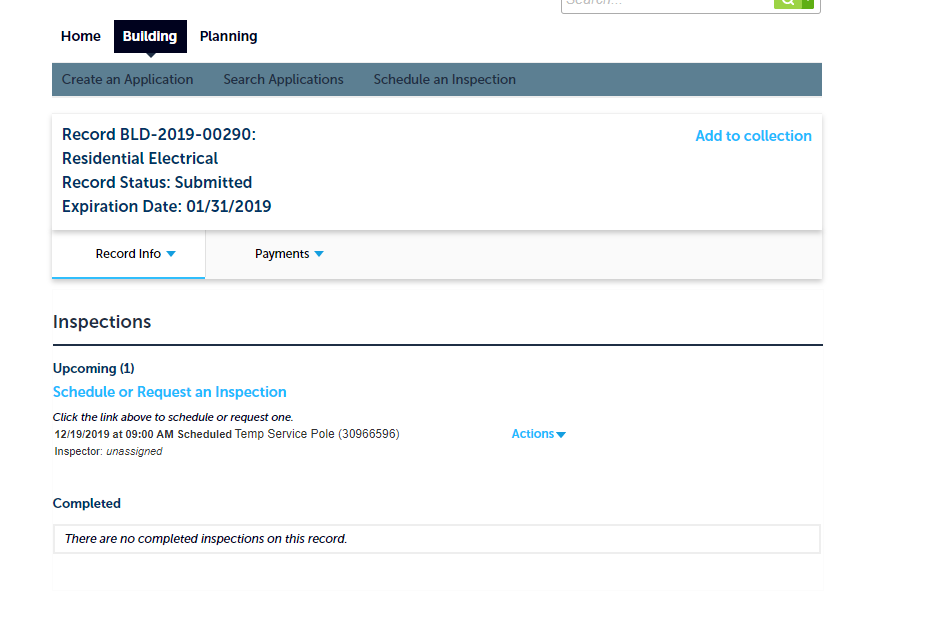 Search...
Home Building Planning
Create an Application Search Applications Schedule an Inspection
Record BLD-2019-00290:
Add to collection
Residential Electrical
Record Status: Submitted
Expiration Date: 01/31/2019
Record Info Payments
Inspections
Upcoming (1)
Schedule or Request an Inspection
Click the link above to schedule or request one.
12/19/2019 at 09:00 AM Scheduled Temp Service Pole (30966596) Actions
Inspector: unassigned
Completed
There are no completed inspections on this record.